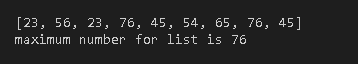 [23, 56, 23, 76, 45, 54, 65, 76, 45]
maximum number for list is 76